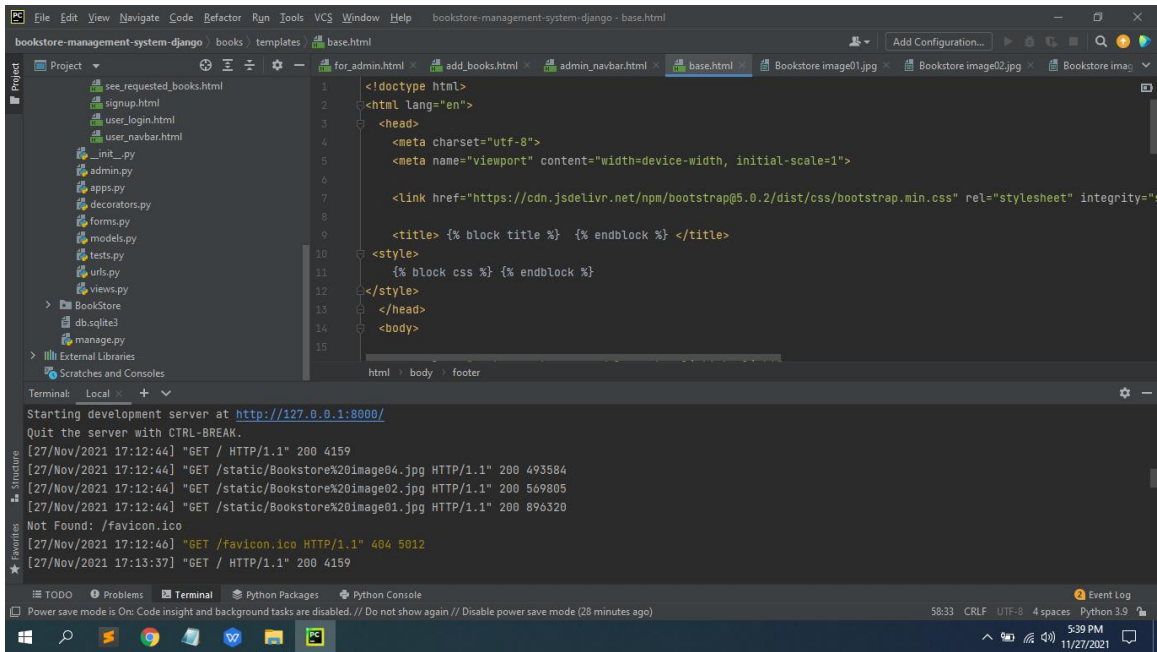 File Edit View Navigate Code Refactor Run Tools VCS Window Help bookstore-management-system-django - base.html
bookstore-management-system-django books templates base.html
Add Configuration...
Project
for_admin.html add_books.html admin_navbar.html base.html Bookstore image01.jpg Bookstore image02.jpg Bookstore imag
Project
see_requested_books.html
signup.html
user_login.html
user_navbar.html
__init__.py
admin.py
apps.py
decorators.py
forms.py
models.py
tests.py
urls.py
views.py
BookStore
db.sqlite3
manage.py
External Libraries
Scratches and Consoles
1 <!doctype html>
2 <html lang="en">
3 <head>
4 <meta charset="utf-8">
5 <meta name="viewport" content="width=device-width, initial-scale=1">
6
7 <link href="https://cdn.jsdelivr.net/npm/bootstrap@5.0.2/dist/css/bootstrap.min.css" rel="stylesheet" integrity="s
8
9 <title> {% block title %} {% endblock %} </title>
10 <style>
11 {% block css %} {% endblock %}
12 </style>
13 </head>
14 <body>
15
html body footer
Terminal: Local
Starting development server at http://127.0.0.1:8000/
Quit the server with CTRL-BREAK.
[27/Nov/2021 17:12:44] "GET / HTTP/1.1" 200 4159
[27/Nov/2021 17:12:44] "GET /static/Bookstore%20image04.jpg HTTP/1.1" 200 493584
[27/Nov/2021 17:12:44] "GET /static/Bookstore%20image02.jpg HTTP/1.1" 200 569805
[27/Nov/2021 17:12:44] "GET /static/Bookstore%20image01.jpg HTTP/1.1" 200 896320
Not Found: /favicon.ico
[27/Nov/2021 17:12:46] "GET /favicon.ico HTTP/1.1" 404 5012
[27/Nov/2021 17:13:37] "GET / HTTP/1.1" 200 4159
Structure
Favorites
TODO Problems Terminal Python Packages Python Console
2 Event Log
Power save mode is On: Code insight and background tasks are disabled. // Do not show again // Disable power save mode (28 minutes ago)
58:33 CRLF UTF-8 4 spaces Python 3.9
5:39 PM
11/27/2021